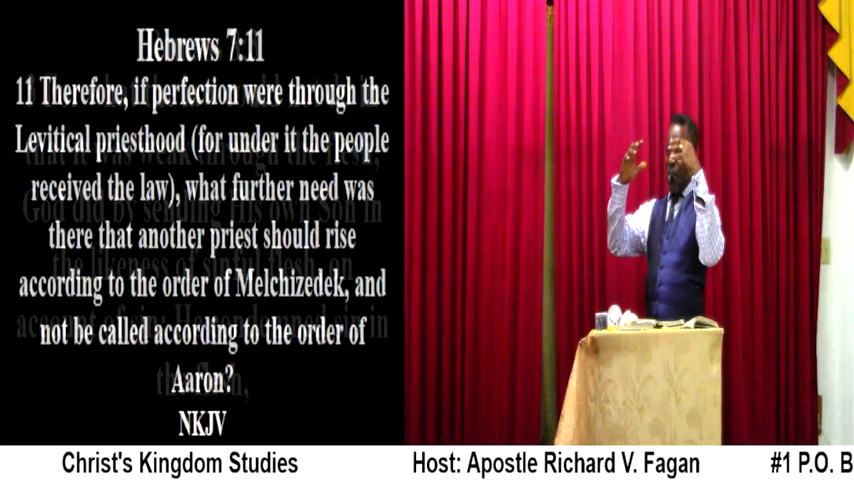 Hebrews 7:11
11 Therefore, if perfection were through the
Levitical priesthood (for under it the people
received the law), what further need was
there that another priest should rise
according to the order of Melchizedek, and
not be called according to the order of
Aaron?
NKJV
Christ's Kingdom Studies
Host: Apostle Richard V. Fagan
#1 P.O. B